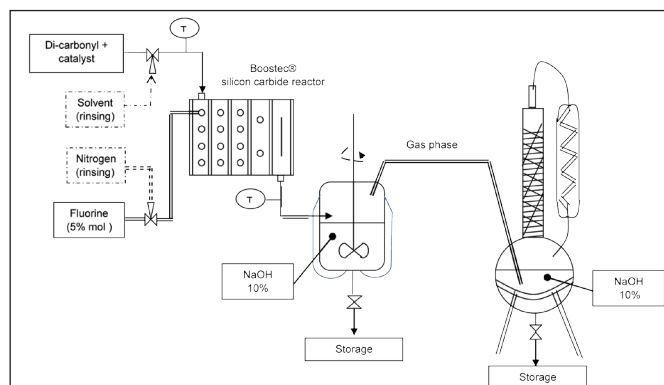 Di-carbonyl +
catalyst
T
Boostec®
silicon carbide reactor
Solvent
(rinsing)
Nitrogen
(rinsing)
Fluorine
(5% mol )
T
Gas phase
NaOH
10%
NaOH
10%
Storage
Storage